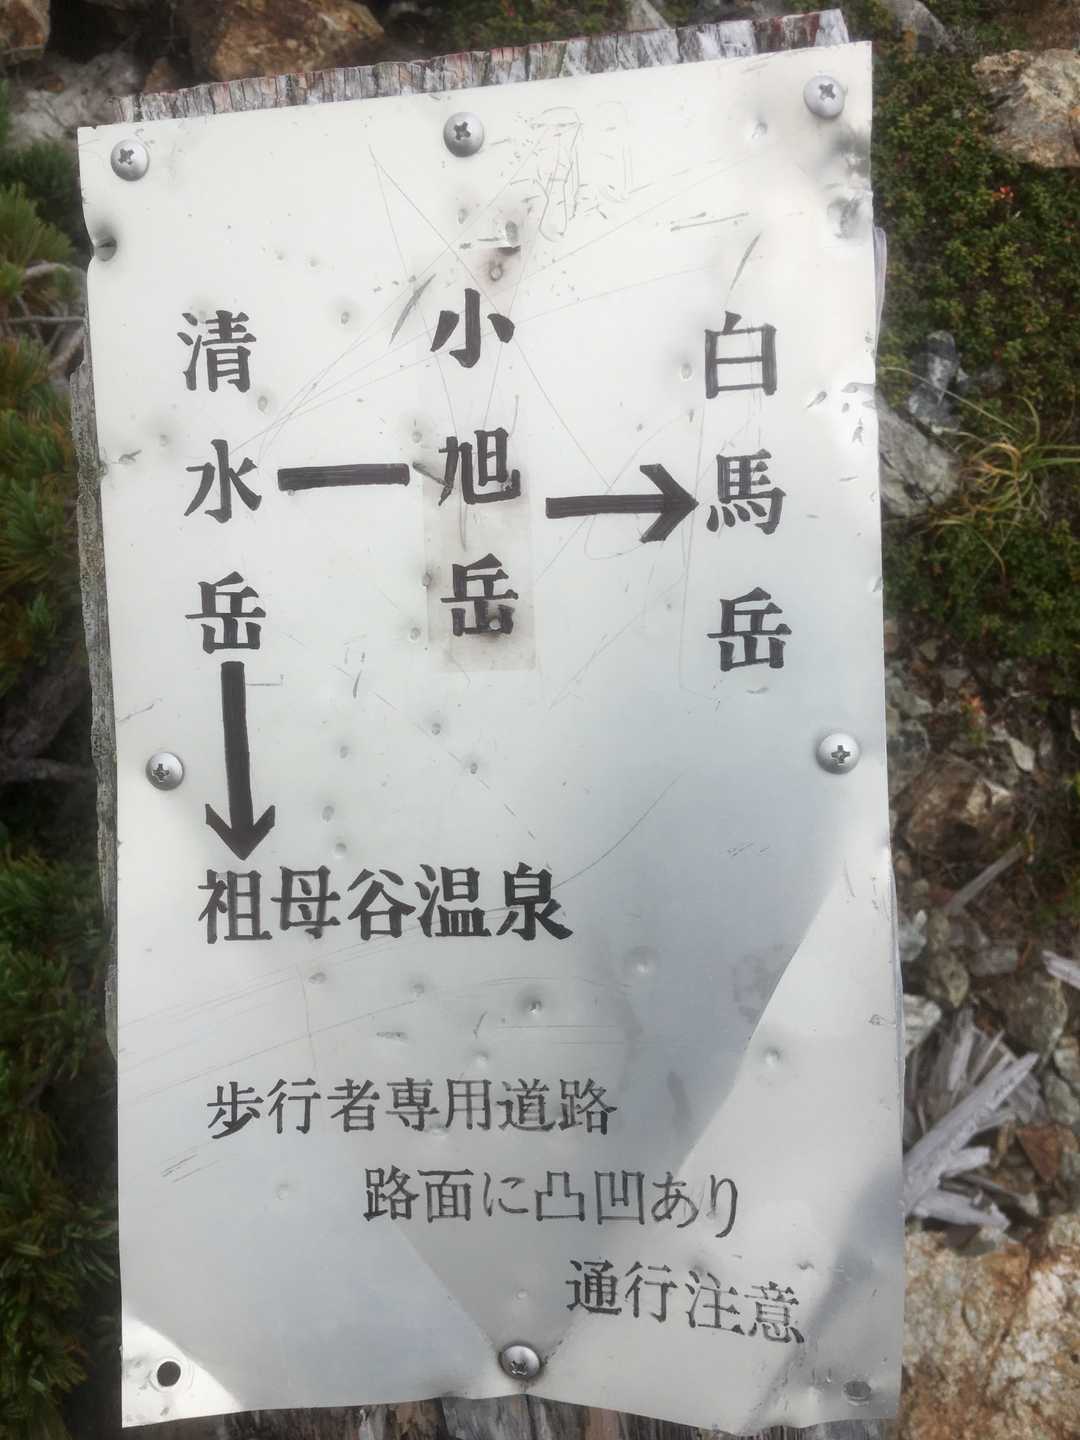 清水岳
小旭岳
白馬岳
祖母谷温泉
歩行者専用道路
路面に凸凹あり
通行注意